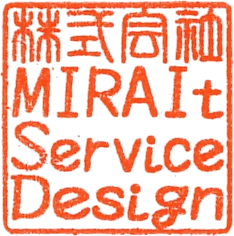 株式会社
MIRAIt
Service
Design